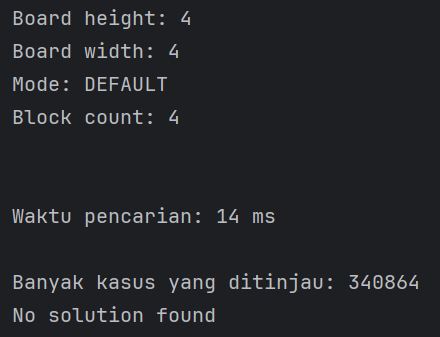 Board height: 4
Board width: 4
Mode: DEFAULT
Block count: 4
Waktu pencarian: 14 ms
Banyak kasus yang ditinjau: 340864
No solution found